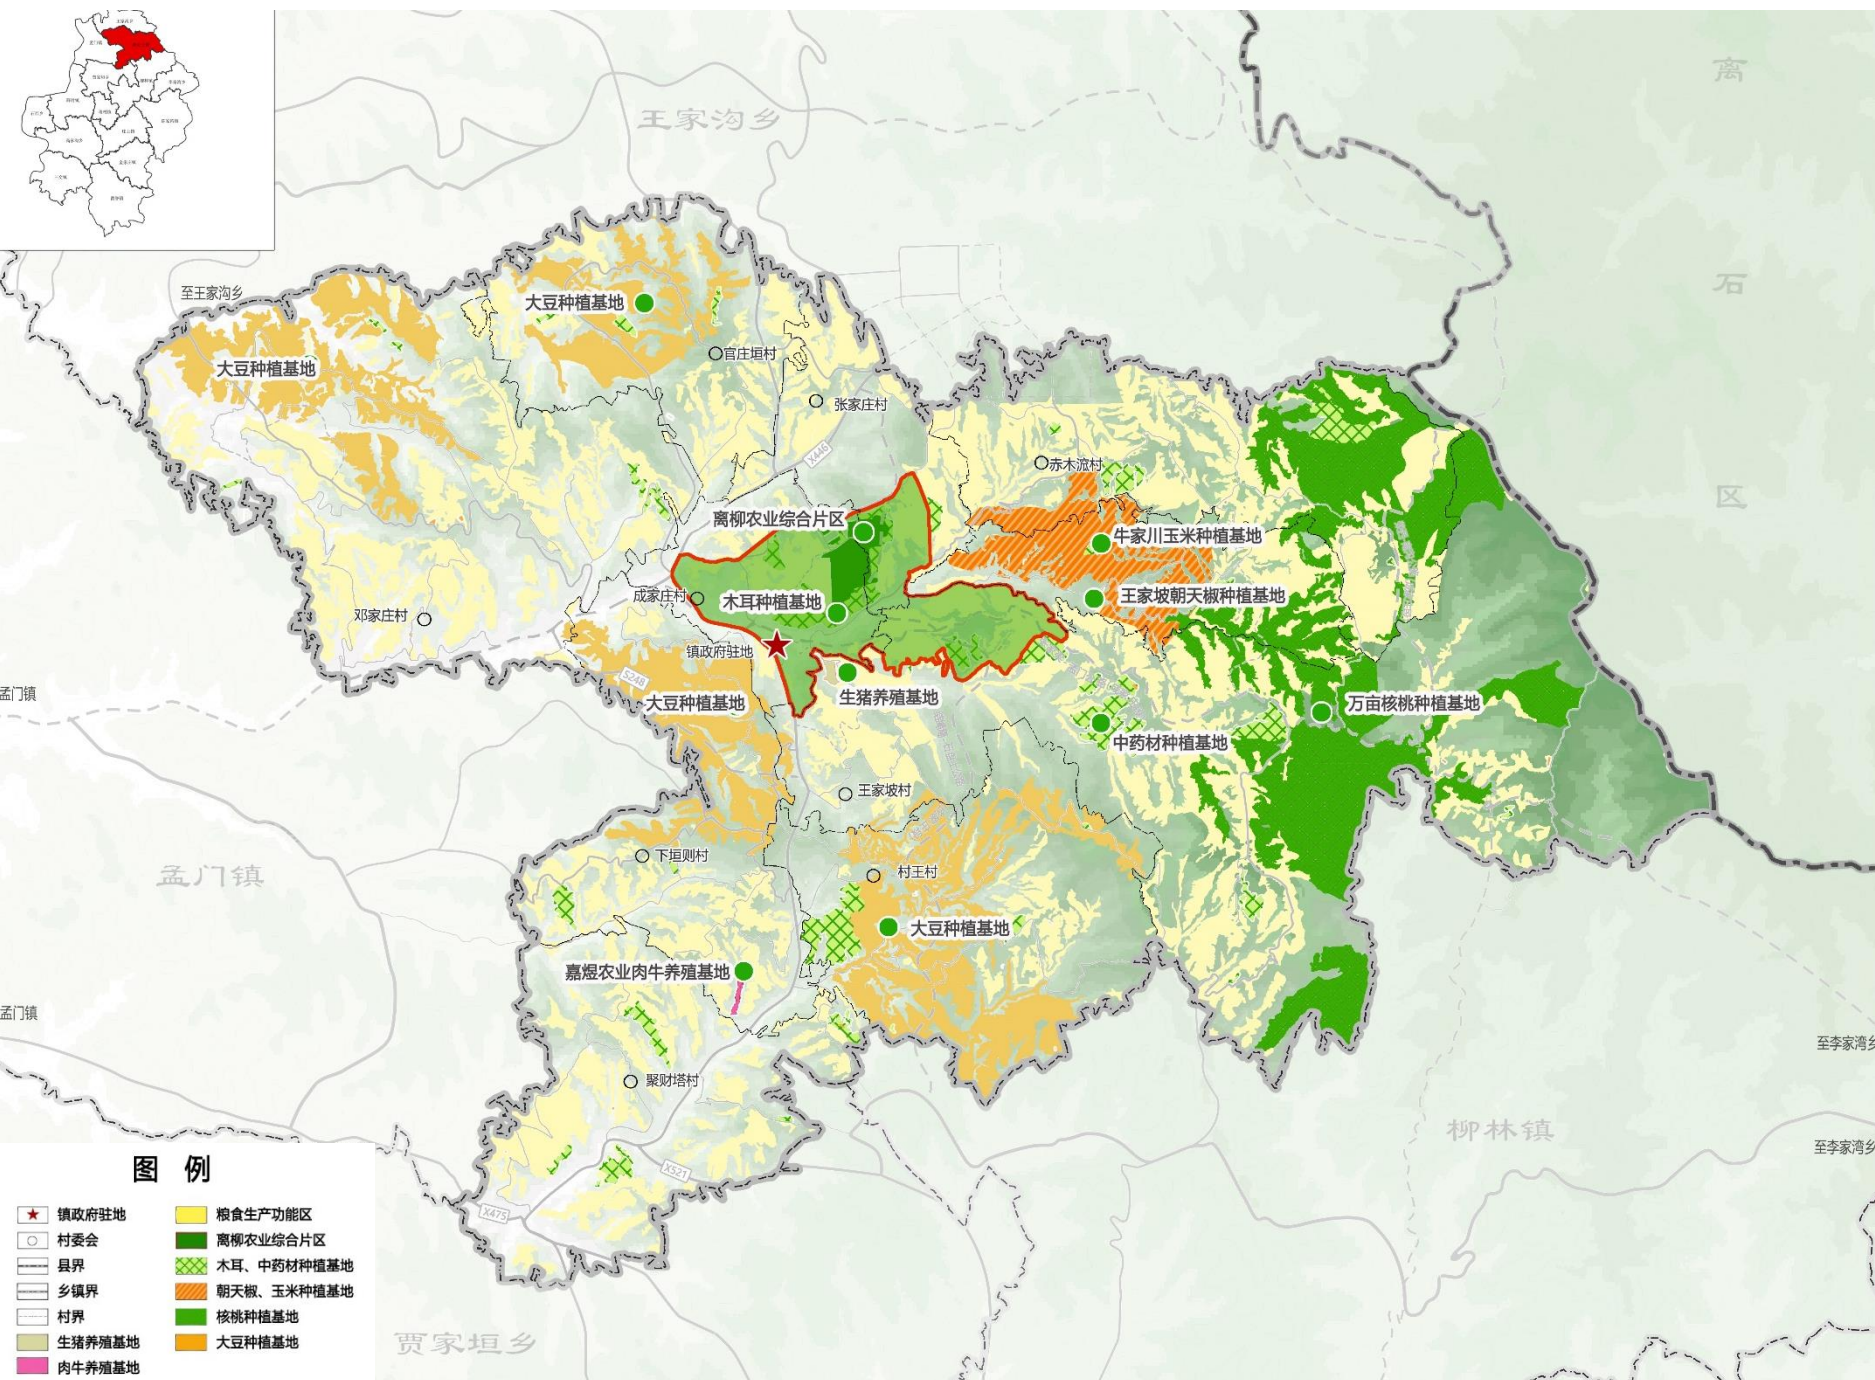 王家沟乡
离
石
区
至王家沟乡
大豆种植基地
大豆种植基地
官庄垣村
张家庄村
X446
赤木洰村
离柳农业综合片区
牛家川玉米种植基地
成家庄村
木耳种植基地
王家坡朝天椒种植基地
邓家庄村
镇政府驻地
S248
孟门镇
大豆种植基地
生猪养殖基地
万亩核桃种植基地
中药材种植基地
王家坡村
下垣则村
村王村
孟门镇
大豆种植基地
嘉煜农业肉牛养殖基地
孟门镇
至李家湾乡
聚财塔村
柳林镇
至李家湾乡
X521
X475
贾家垣乡
图 例
镇政府驻地
粮食生产功能区
村委会
离柳农业综合片区
县界
木耳、中药材种植基地
乡镇界
朝天椒、玉米种植基地
村界
核桃种植基地
生猪养殖基地
大豆种植基地
肉牛养殖基地